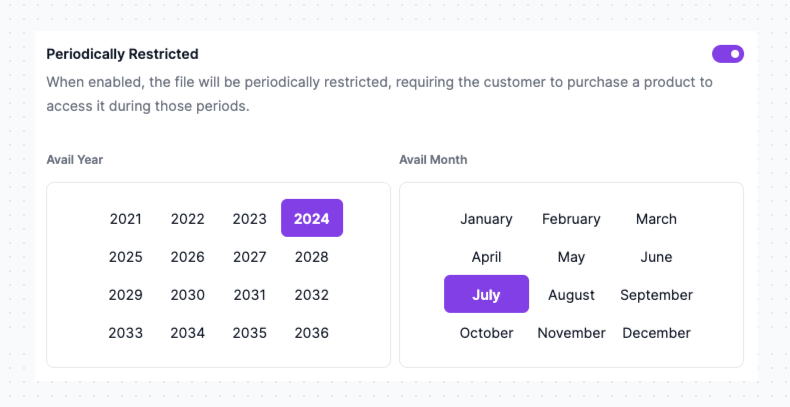 Periodically Restricted
When enabled, the file will be periodically restricted, requiring the customer to purchase a product to
access it during those periods.
Avail Year
2021 2022 2023 2024
2025 2026 2027 2028
2029 2030 2031 2032
2033 2034 2035 2036
Avail Month
January February March
April May June
July August September
October November December